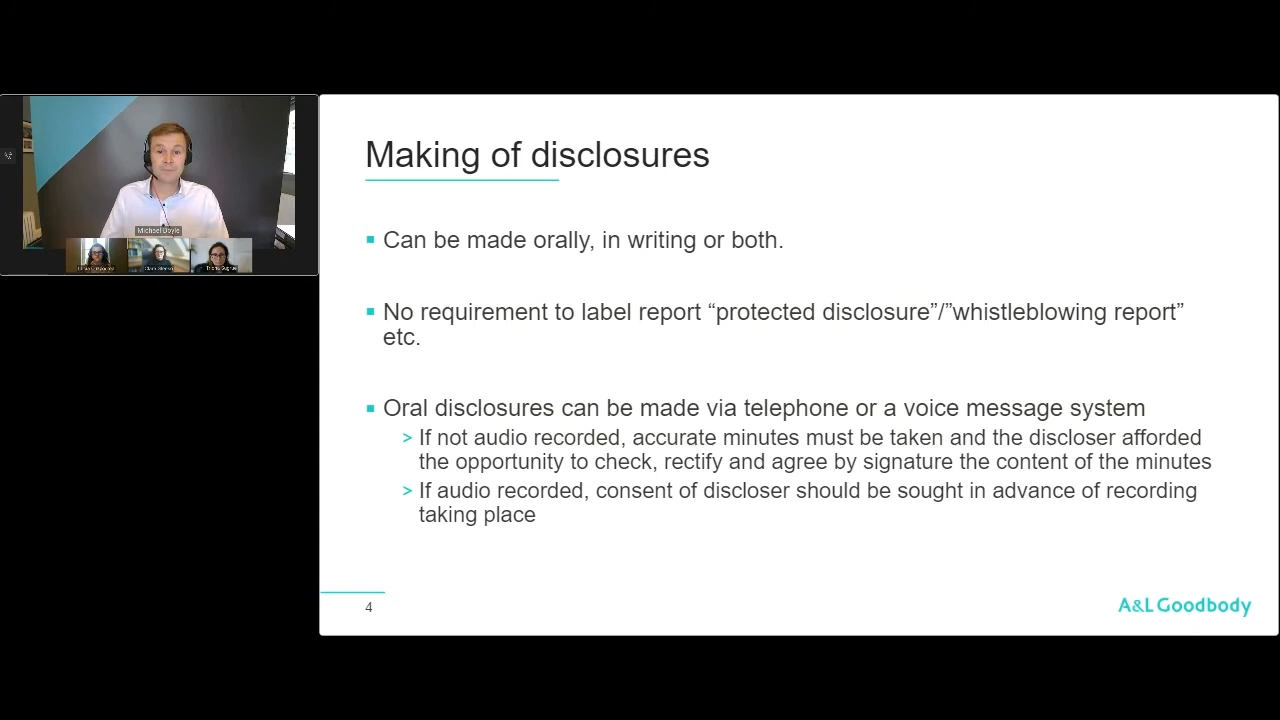 Michael Doyle
Making of disclosures
Can be made orally, in writing or both.
No requirement to label report “protected disclosure”/”whistleblowing report”
etc.
Oral disclosures can be made via telephone or a voice message system
> If not audio recorded, accurate minutes must be taken and the discloser afforded
the opportunity to check, rectify and agree by signature the content of the minutes
> If audio recorded, consent of discloser should be sought in advance of recording
taking place
4
A&L Goodbody